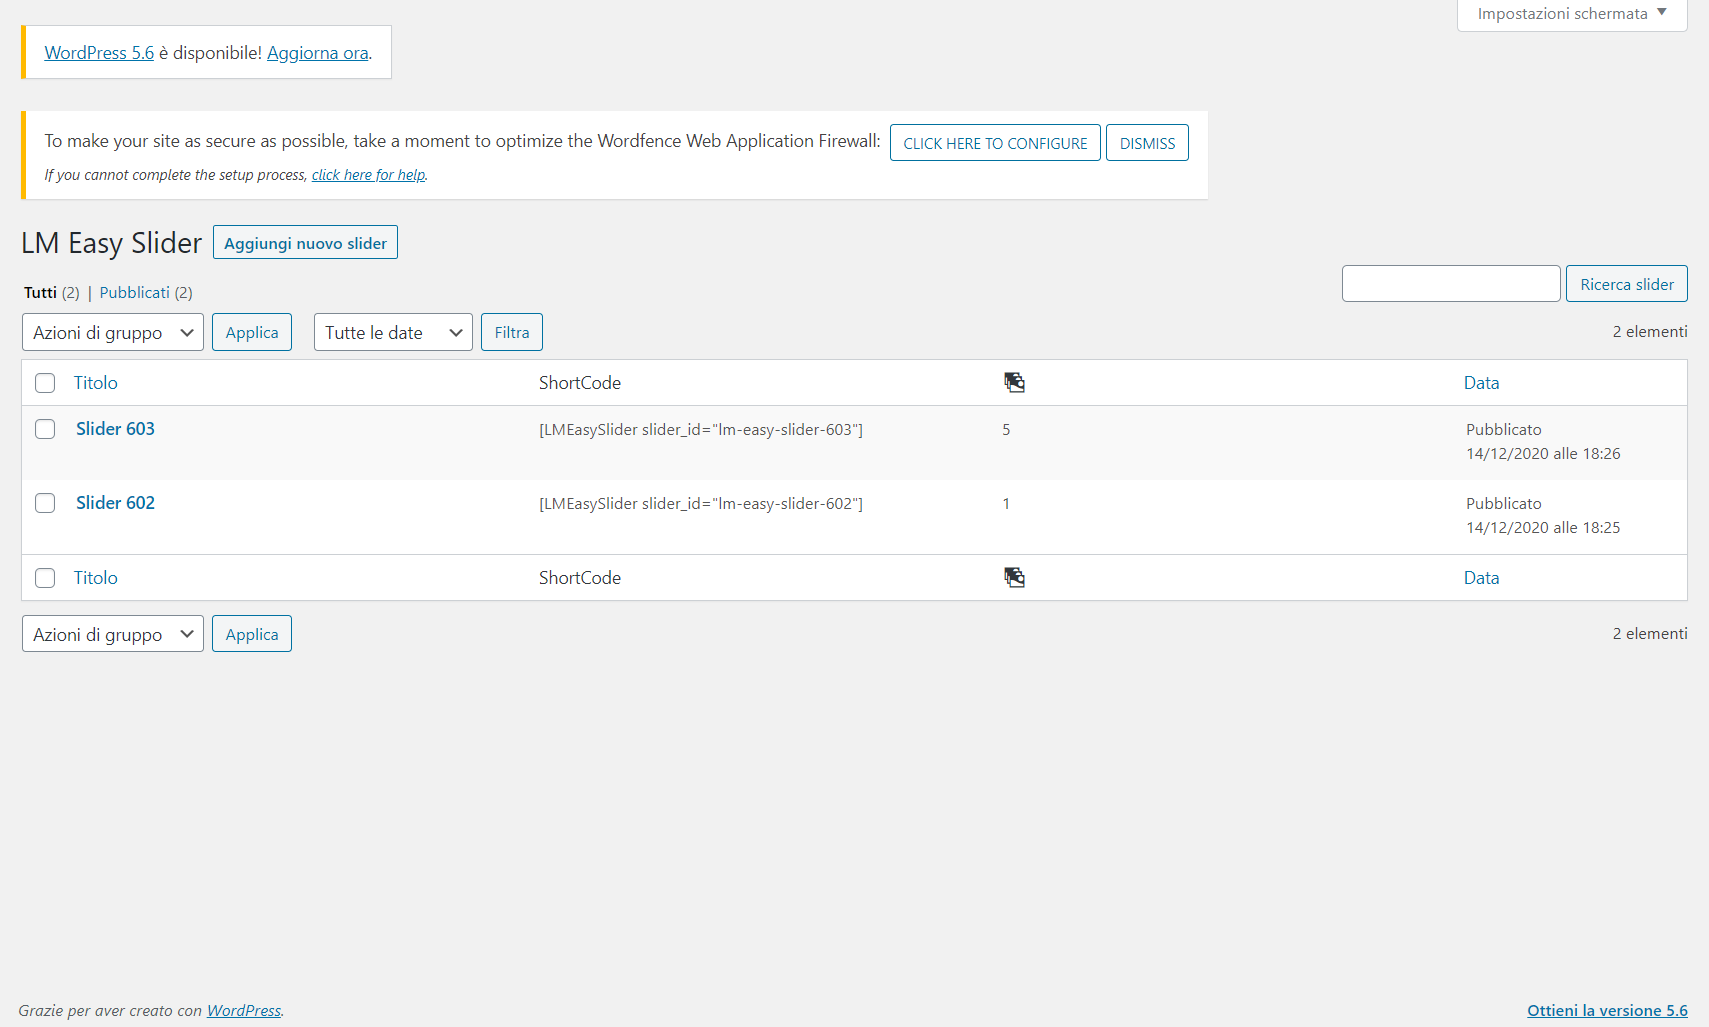 Impostazioni schermata
WordPress 5.6 è disponibile! Aggiorna ora.
To make your site as secure as possible, take a moment to optimize the Wordfence Web Application Firewall: CLICK HERE TO CONFIGURE DISMISS
If you cannot complete the setup process, click here for help.
LM Easy Slider Aggiungi nuovo slider
Tutti (2) | Pubblicati (2)
Ricerca slider
Azioni di gruppo Applica Tutte le date Filtra
2 elementi
Titolo ShortCode Data
Slider 603 [LMEasySlider slider_id="lm-easy-slider-603"] 5 Pubblicato
14/12/2020 alle 18:26
Slider 602 [LMEasySlider slider_id="lm-easy-slider-602"] 1 Pubblicato
14/12/2020 alle 18:25
Titolo ShortCode Data
Azioni di gruppo Applica 2 elementi
Grazie per aver creato con WordPress. Ottieni la versione 5.6